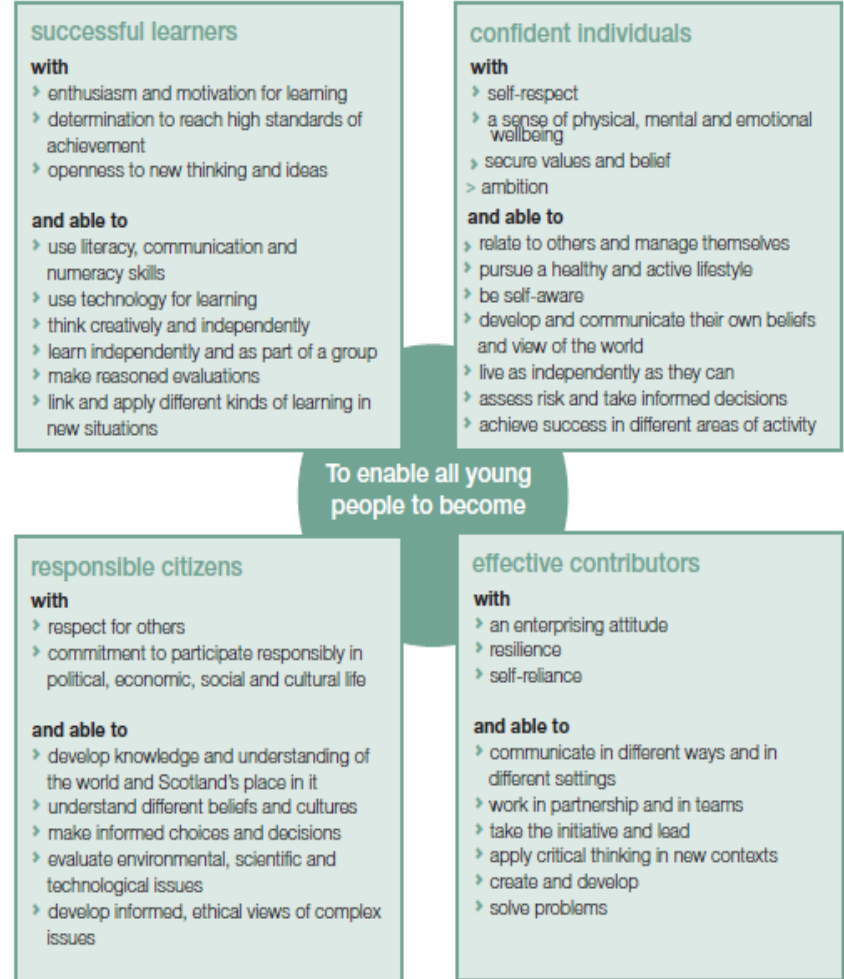 successful learners
with
› enthusiasm and motivation for learning
› determination to reach high standards of
achievement
› openness to new thinking and ideas
and able to
› use literacy, communication and
numeracy skills
› use technology for learning
› think creatively and independently
› learn independently and as part of a group
› make reasoned evaluations
› link and apply different kinds of learning in
new situations
confident individuals
with
› self-respect
› a sense of physical, mental and emotional
wellbeing
› secure values and belief
> ambition
and able to
› relate to others and manage themselves
› pursue a healthy and active lifestyle
› be self-aware
› develop and communicate their own beliefs
and view of the world
› live as independently as they can
› assess risk and take informed decisions
› achieve success in different areas of activity
To enable all young
people to become
responsible citizens
with
› respect for others
› commitment to participate responsibly in
political, economic, social and cultural life
and able to
› develop knowledge and understanding of
the world and Scotland's place in it
› understand different beliefs and cultures
› make informed choices and decisions
› evaluate environmental, scientific and
technological issues
› develop informed, ethical views of complex
issues
effective contributors
with
› an enterprising attitude
› resilience
› self-reliance
and able to
› communicate in different ways and in
different settings
› work in partnership and in teams
› take the initiative and lead
› apply critical thinking in new contexts
› create and develop
› solve problems